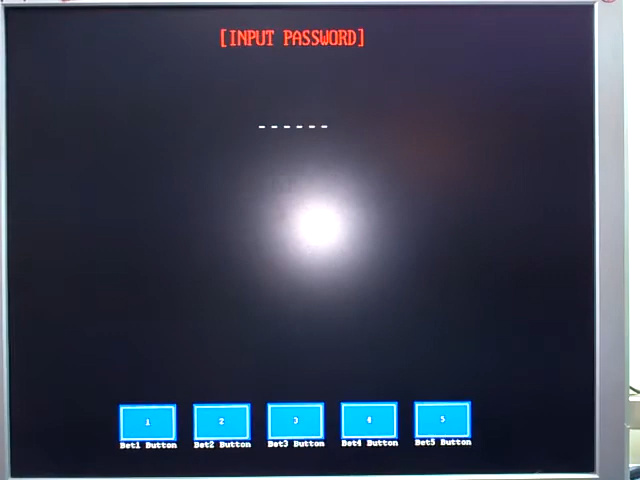 [INPUT PASSWORD]
------
1 2 3 4 5
Bet1 Button Bet2 Button Bet3 Button Bet4 Button Bet5 Button